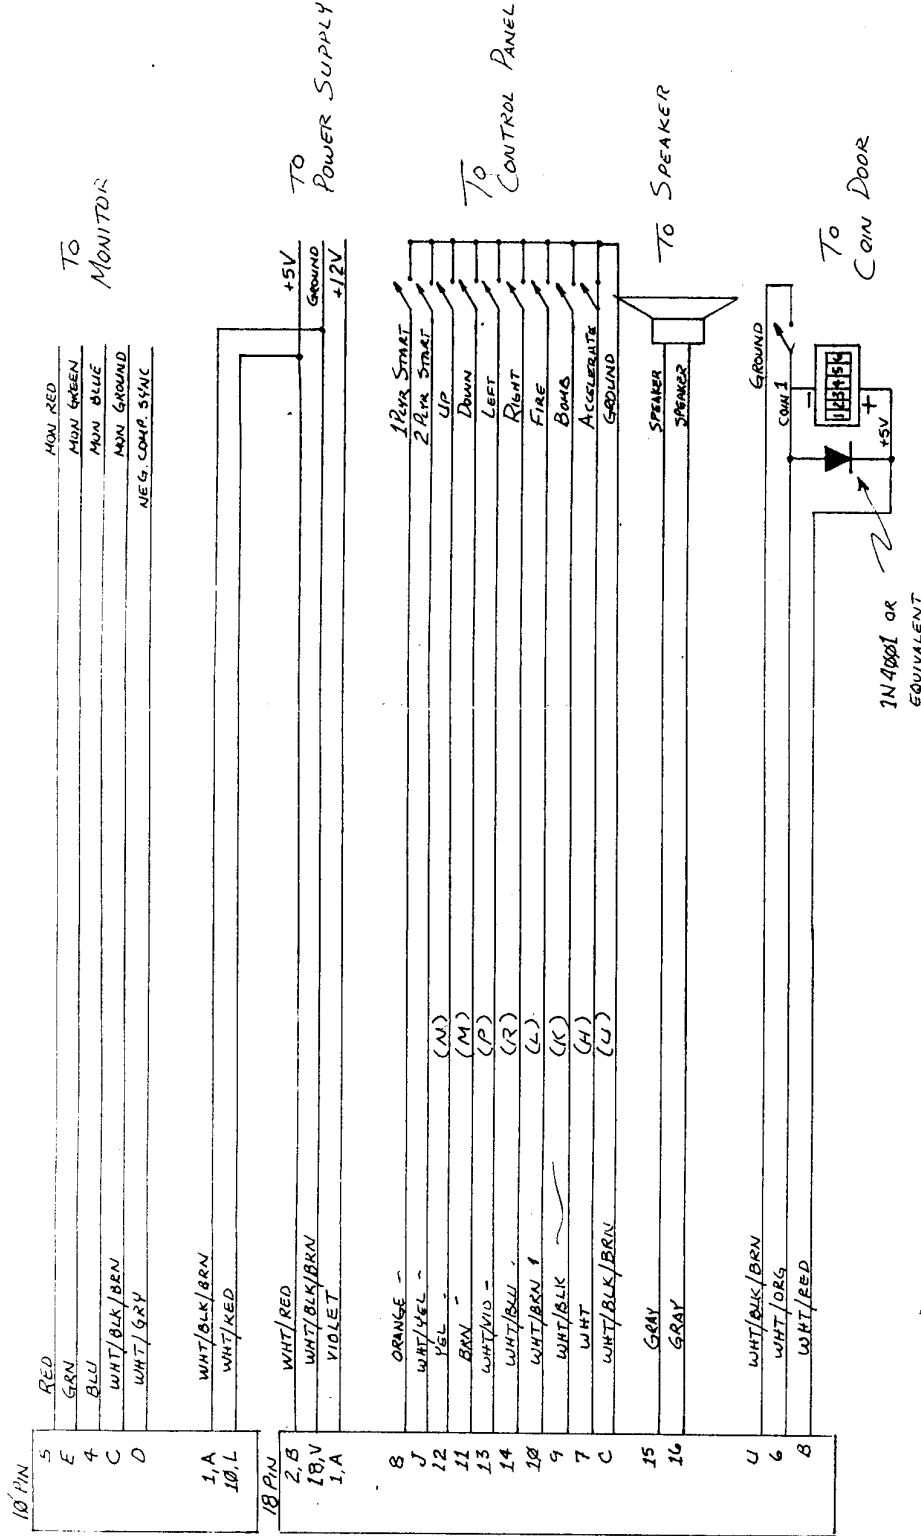 10 PIN
5 RED MON RED
E GRN MON GREEN
4 BLU MON BLUE
C WHT/BLK/BRN MON GROUND
D WHT/GRY NEG. COMP. SYNC
TO
MONITOR
1,A WHT/BLK/BRN
10,L WHT/RED
18 PIN
2,B WHT/RED +5V
18,V WHT/BLK/BRN GROUND
1,A VIOLET +12V
TO
POWER SUPPLY
8 ORANGE - 1 PLYR START
J WHT/YEL - 2 PLYR START
12 YEL - (N) UP
11 BRN - (M) DOWN
13 WHT/VIO - (P) LEFT
14 WHT/BLU - (R) RIGHT
10 WHT/BRN (L) FIRE
9 WHT/BLK (K) BOMB
7 WHT (H) ACCELERATE
C WHT/BLK/BRN (U) GROUND
TO
CONTROL PANEL
15 GRAY SPEAKER
16 GRAY SPEAKER
TO SPEAKER
U WHT/BLK/BRN GROUND
6 WHT/ORG COIN 1
B WHT/RED +5V
- +
123456
TO
COIN DOOR
1N4001 OR
EQUIVALENT